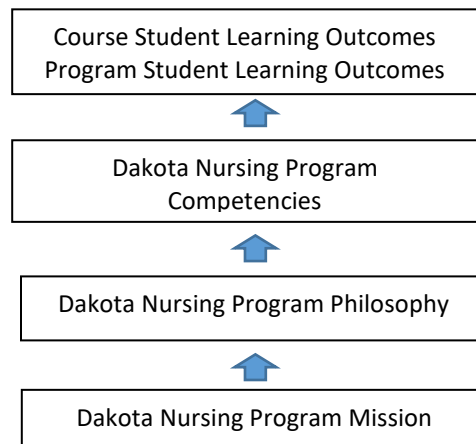 Course Student Learning Outcomes
Program Student Learning Outcomes
Dakota Nursing Program
Competencies
Dakota Nursing Program Philosophy
Dakota Nursing Program Mission